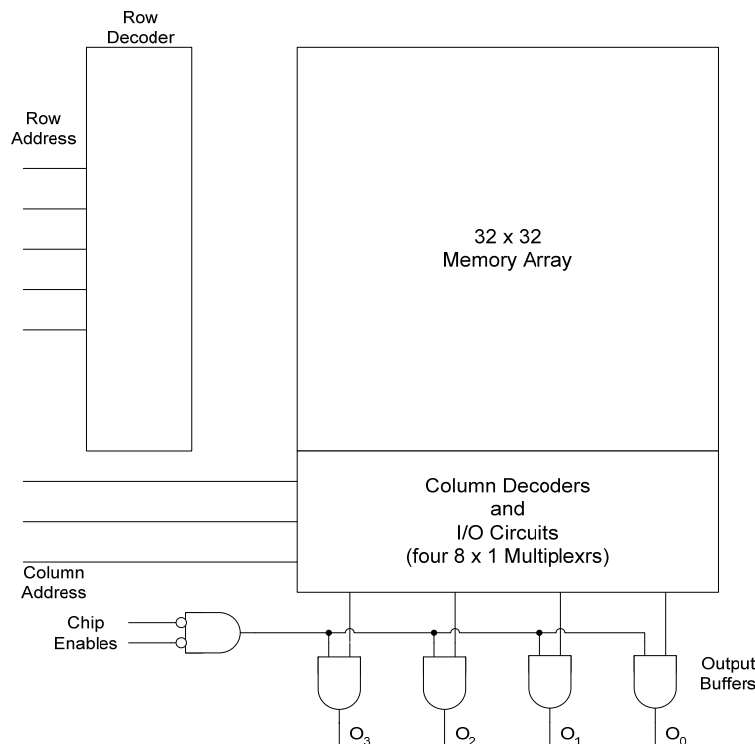 Row
Decoder
Row
Address
32 x 32
Memory Array
Column Decoders
and
I/O Circuits
(four 8 x 1 Multiplexrs)
Column
Address
Chip
Enables
Output
Buffers
O3
O2
O1
O0